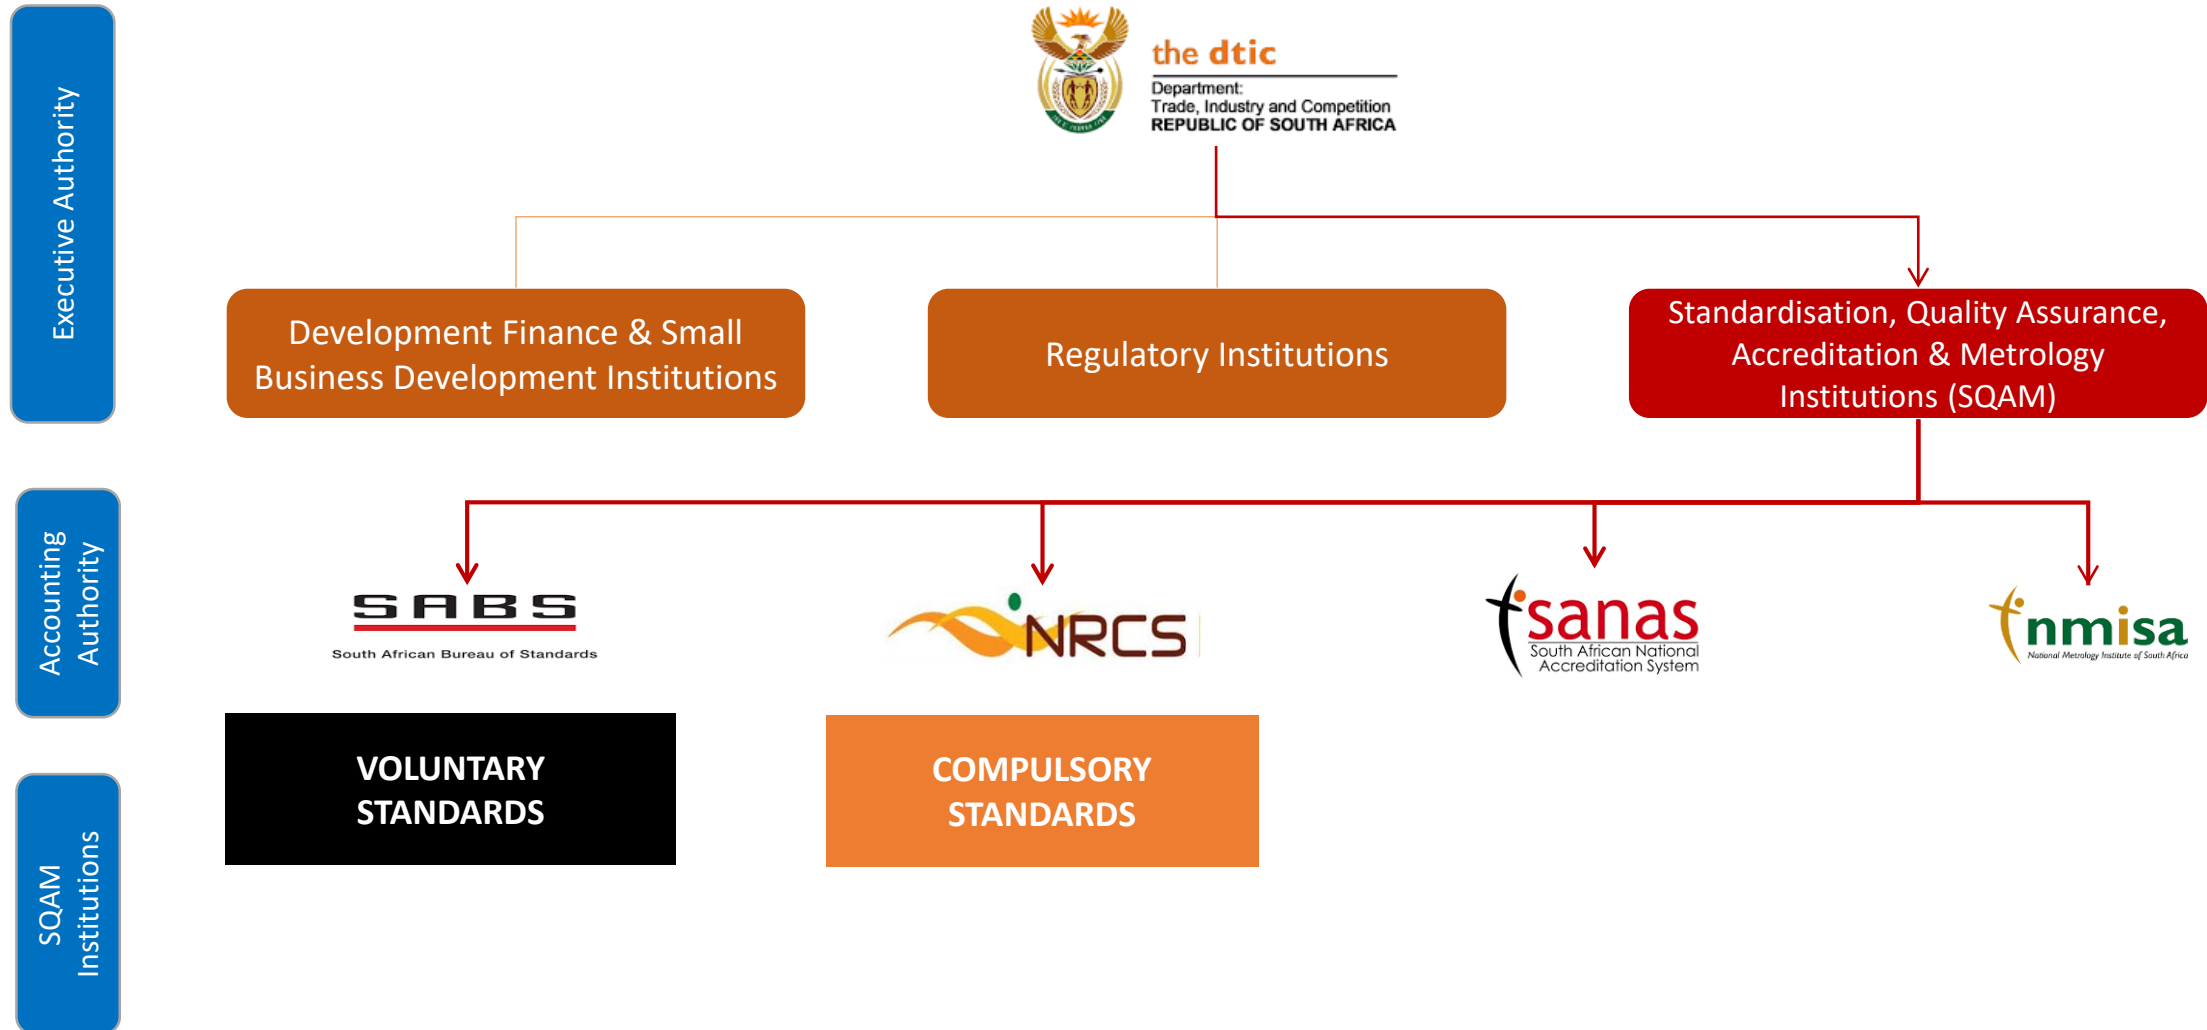 Executive Authority
the dtic
Department:
Trade, Industry and Competition
REPUBLIC OF SOUTH AFRICA
Development Finance & Small
Business Development Institutions
Regulatory Institutions
Standardisation, Quality Assurance,
Accreditation & Metrology
Institutions (SQAM)
Accounting
Authority
SABS
South African Bureau of Standards
NRCS
sanas
South African National
Accreditation System
nmisa
National Metrology Institute of South Africa
VOLUNTARY
STANDARDS
COMPULSORY
STANDARDS
SQAM
Institutions